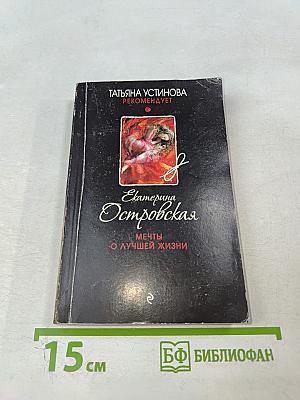 ТАТЬЯНА УСТИНОВА
РЕКОМЕНДУЕТ
Екатерина
Островская
МЕЧТЫ
О ЛУЧШЕЙ ЖИЗНИ
15 см
БФ БИБЛИОФАН